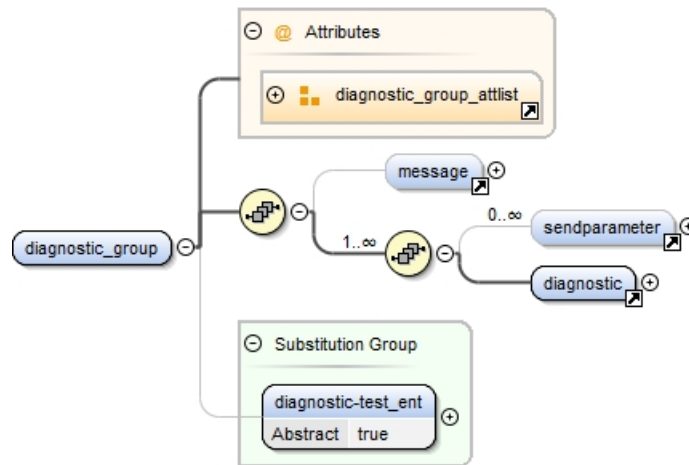 @ Attributes
diagnostic_group_attlist
message
0..∞
sendparameter
1..∞
diagnostic_group
diagnostic
Substitution Group
diagnostic-test_ent
Abstract true